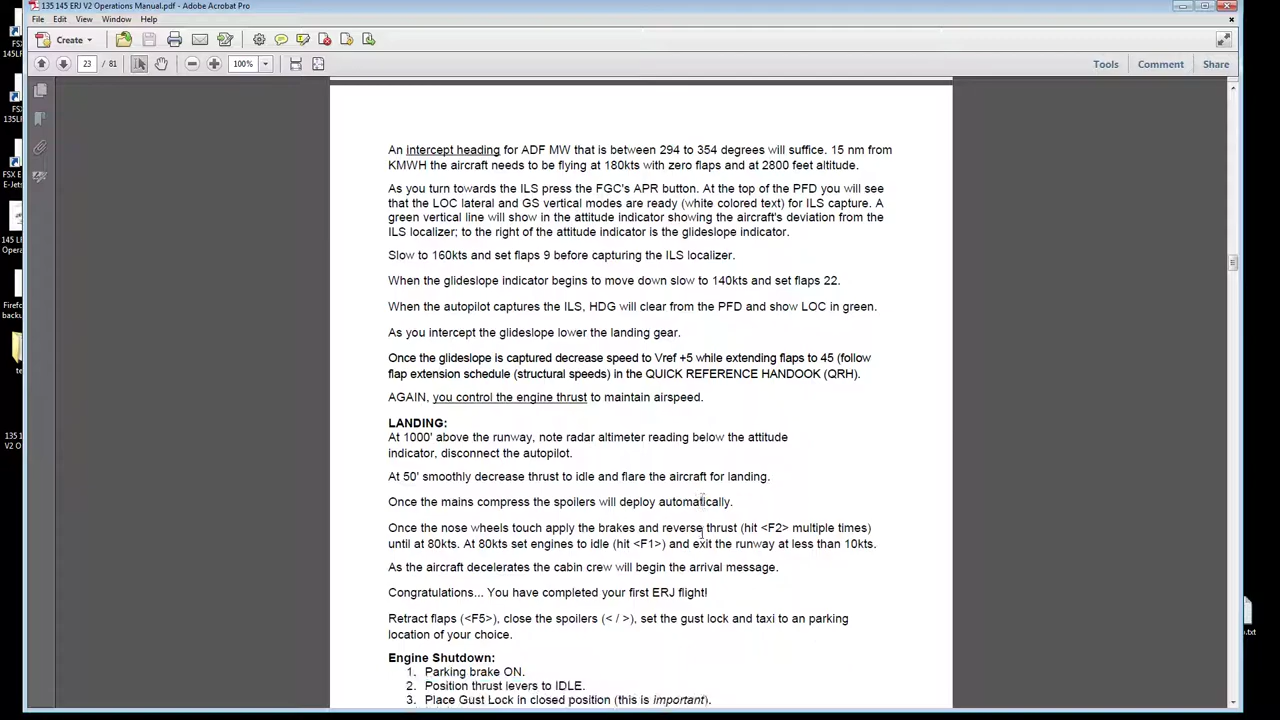 135 145 ERJ V2 Operations Manual.pdf - Adobe Acrobat Pro
File Edit View Window Help
Create
23 / 81 100% Tools Comment Share
An intercept heading for ADF MW that is between 294 to 354 degrees will suffice. 15 nm from
KMWH the aircraft needs to be flying at 180kts with zero flaps and at 2800 feet altitude.
As you turn towards the ILS press the FGC's APR button. At the top of the PFD you will see
that the LOC lateral and GS vertical modes are ready (white colored text) for ILS capture. A
green vertical line will show in the attitude indicator showing the aircraft's deviation from the
ILS localizer; to the right of the attitude indicator is the glideslope indicator.
Slow to 160kts and set flaps 9 before capturing the ILS localizer.
When the glideslope indicator begins to move down slow to 140kts and set flaps 22.
When the autopilot captures the ILS, HDG will clear from the PFD and show LOC in green.
As you intercept the glideslope lower the landing gear.
Once the glideslope is captured decrease speed to Vref +5 while extending flaps to 45 (follow
flap extension schedule (structural speeds) in the QUICK REFERENCE HANDOOK (QRH).
AGAIN, you control the engine thrust to maintain airspeed.
LANDING:
At 1000' above the runway, note radar altimeter reading below the attitude
indicator, disconnect the autopilot.
At 50' smoothly decrease thrust to idle and flare the aircraft for landing.
Once the mains compress the spoilers will deploy automatically.
Once the nose wheels touch apply the brakes and reverse thrust (hit <F2> multiple times)
until at 80kts. At 80kts set engines to idle (hit <F1>) and exit the runway at less than 10kts.
As the aircraft decelerates the cabin crew will begin the arrival message.
Congratulations... You have completed your first ERJ flight!
Retract flaps (<F5>), close the spoilers (< / >), set the gust lock and taxi to an parking
location of your choice.
Engine Shutdown:
1. Parking brake ON.
2. Position thrust levers to IDLE.
3. Place Gust Lock in closed position (this is important).